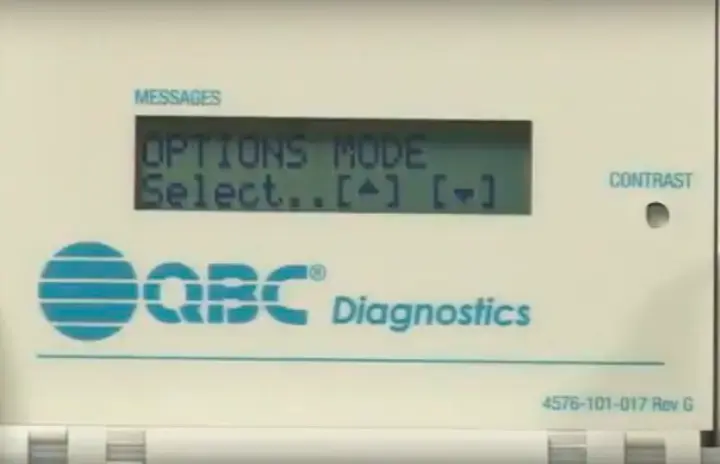 MESSAGES
OPTIONS MODE
Select..[▲] [▼]
CONTRAST
QBC® Diagnostics
4576-101-017 Rev G